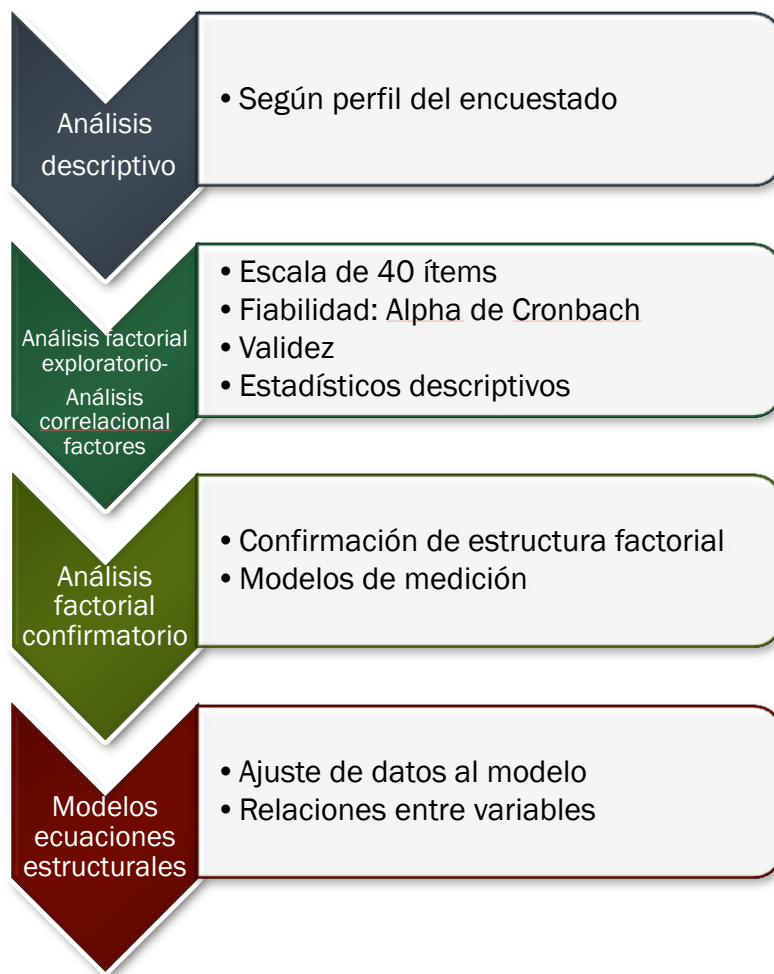 Análisis
descriptivo
• Según perfil del encuestado
Análisis factorial
exploratorio-
Análisis
correlacional
factores
• Escala de 40 ítems
• Fiabilidad: Alpha de Cronbach
• Validez
• Estadísticos descriptivos
Análisis
factorial
confirmatorio
• Confirmación de estructura factorial
• Modelos de medición
Modelos
ecuaciones
estructurales
• Ajuste de datos al modelo
• Relaciones entre variables